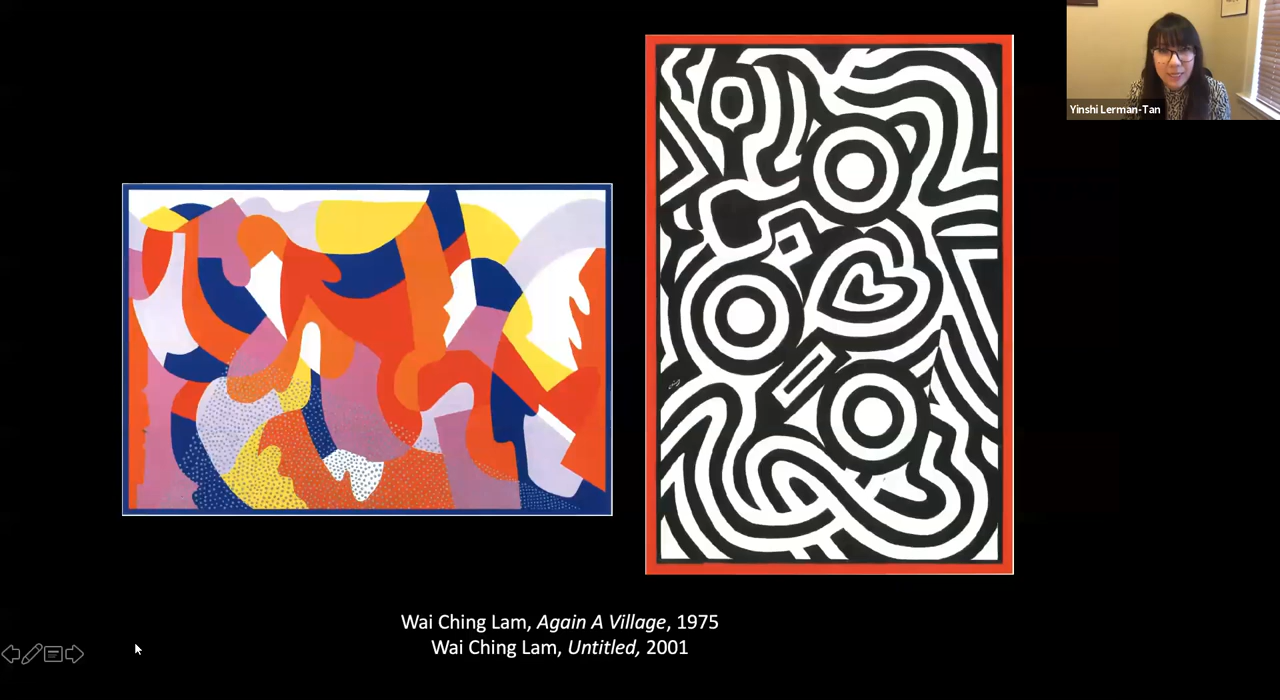 Yinshi Lerman-Tan
Wai Ching Lam, Again A Village, 1975
Wai Ching Lam, Untitled, 2001